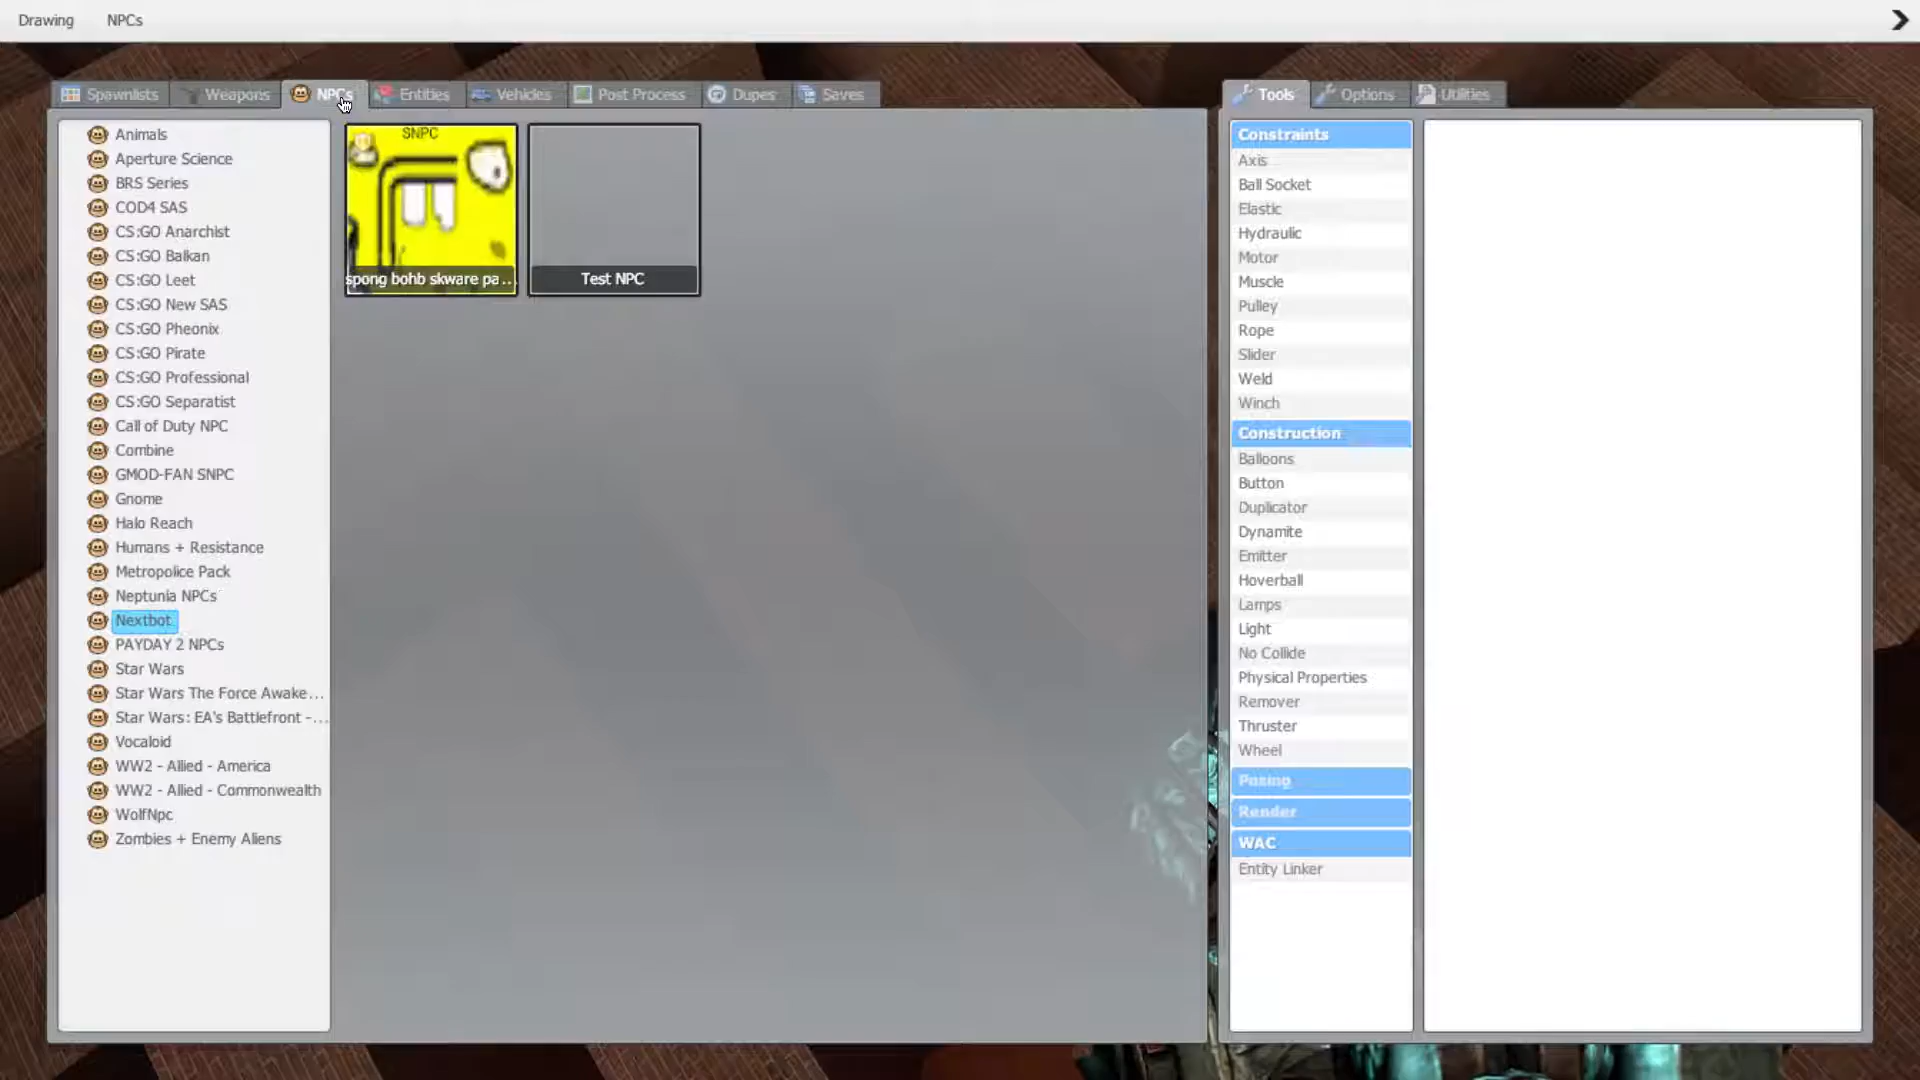 Drawing NPCs
Spawnlists Weapons NPCs Entities Vehicles Post Process Dupes Saves
Animals
Aperture Science
BRS Series
COD4 SAS
CS:GO Anarchist
CS:GO Balkan
CS:GO Leet
CS:GO New SAS
CS:GO Pheonix
CS:GO Pirate
CS:GO Professional
CS:GO Separatist
Call of Duty NPC
Combine
GMOD-FAN SNPC
Gnome
Halo Reach
Humans + Resistance
Metropolice Pack
Neptunia NPCs
Nextbot
PAYDAY 2 NPCs
Star Wars
Star Wars The Force Awake...
Star Wars: EA's Battlefront -...
Vocaloid
WW2 - Allied - America
WW2 - Allied - Commonwealth
WolfNpc
Zombies + Enemy Aliens
SNPC
spong bohb skware pa...
Test NPC
Tools Options Utilities
Constraints
Axis
Ball Socket
Elastic
Hydraulic
Motor
Muscle
Pulley
Rope
Slider
Weld
Winch
Construction
Balloons
Button
Duplicator
Dynamite
Emitter
Hoverball
Lamps
Light
No Collide
Physical Properties
Remover
Thruster
Wheel
Posing
Render
WAC
Entity Linker